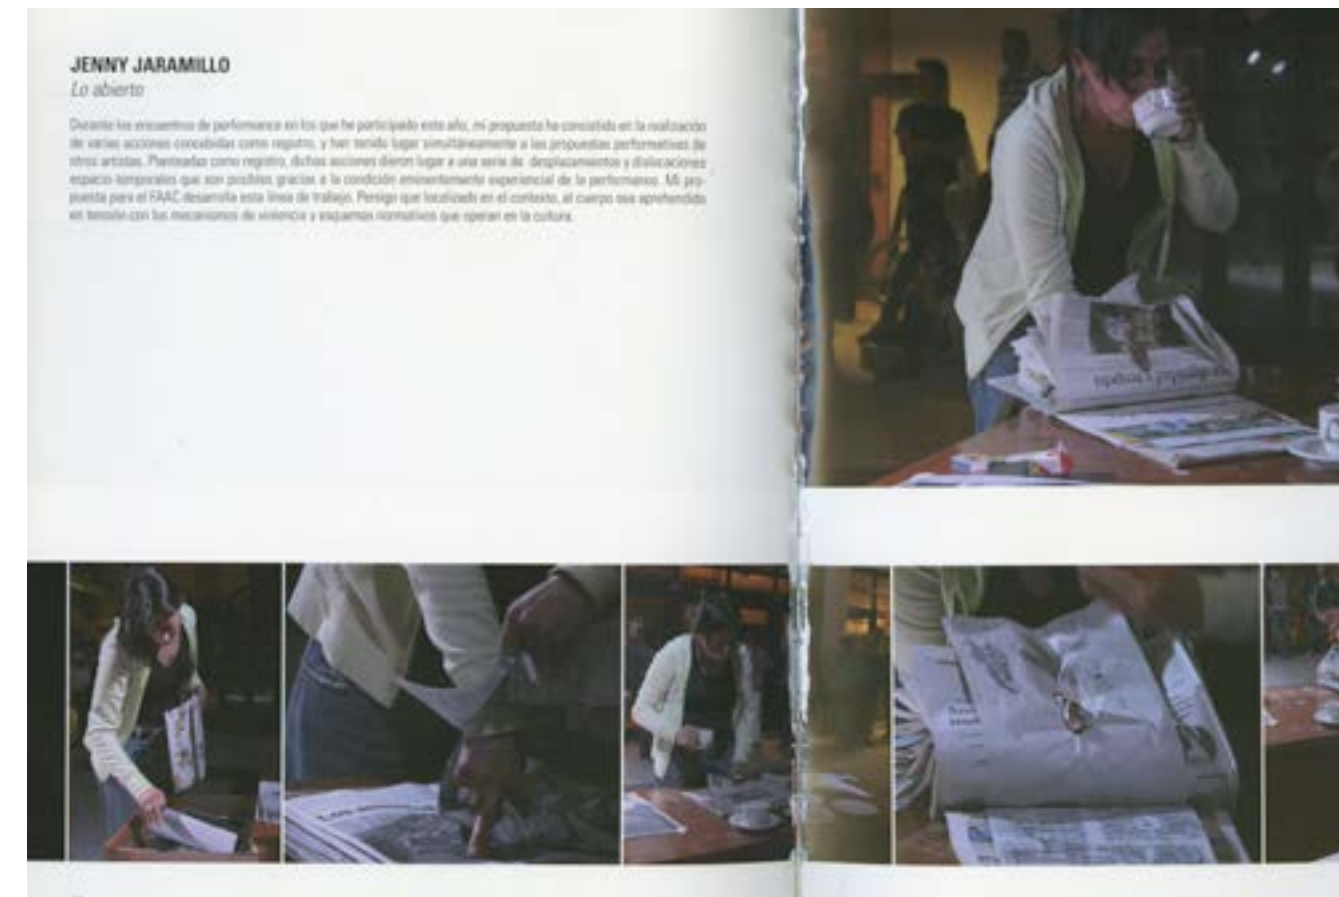 JENNY JARAMILLO
Lo abierto
Durante los encuentros de performance en los que he participado este año, mi propuesta ha consistido en la realización
de varias acciones concebidas como registro, y han tenido lugar simultáneamente a las propuestas performativas de
otros artistas. Planteadas como registro, dichas acciones dieron lugar a una serie de desplazamientos y dislocaciones
espacio-temporales que son posibles gracias a la condición eminentemente experiencial de la performance. Mi pro-
puesta para el FAAC desarrolla esta línea de trabajo. Persigo que localizado en el contexto, el cuerpo sea aprehendido
en tensión con los mecanismos de violencia y esquemas normativos que operan en la cultura.